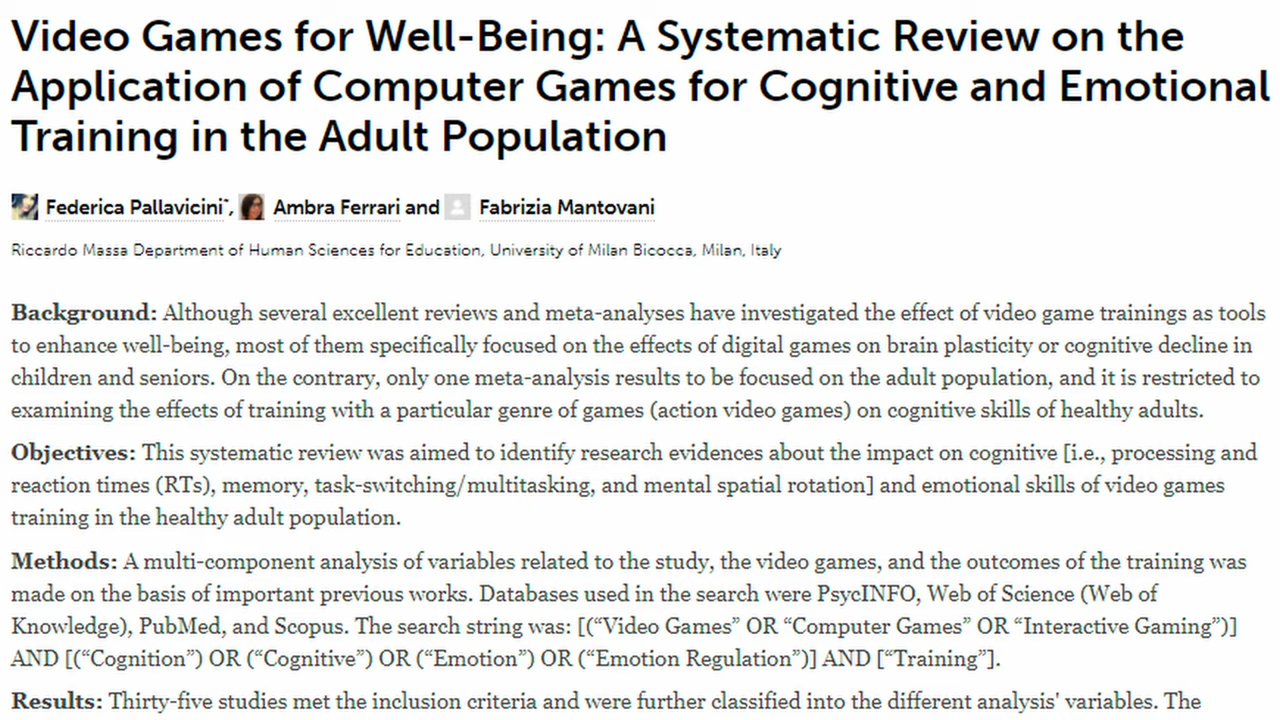 Video Games for Well-Being: A Systematic Review on the
Application of Computer Games for Cognitive and Emotional
Training in the Adult Population
Federica Pallavicini*, Ambra Ferrari and Fabrizia Mantovani
Riccardo Massa Department of Human Sciences for Education, University of Milan Bicocca, Milan, Italy
Background: Although several excellent reviews and meta-analyses have investigated the effect of video game trainings as tools
to enhance well-being, most of them specifically focused on the effects of digital games on brain plasticity or cognitive decline in
children and seniors. On the contrary, only one meta-analysis results to be focused on the adult population, and it is restricted to
examining the effects of training with a particular genre of games (action video games) on cognitive skills of healthy adults.
Objectives: This systematic review was aimed to identify research evidences about the impact on cognitive [i.e., processing and
reaction times (RTs), memory, task-switching/multitasking, and mental spatial rotation] and emotional skills of video games
training in the healthy adult population.
Methods: A multi-component analysis of variables related to the study, the video games, and the outcomes of the training was
made on the basis of important previous works. Databases used in the search were PsycINFO, Web of Science (Web of
Knowledge), PubMed, and Scopus. The search string was: [(“Video Games” OR “Computer Games” OR “Interactive Gaming”)]
AND [(“Cognition”) OR (“Cognitive”) OR (“Emotion”) OR (“Emotion Regulation”)] AND [“Training”].
Results: Thirty-five studies met the inclusion criteria and were further classified into the different analysis' variables. The